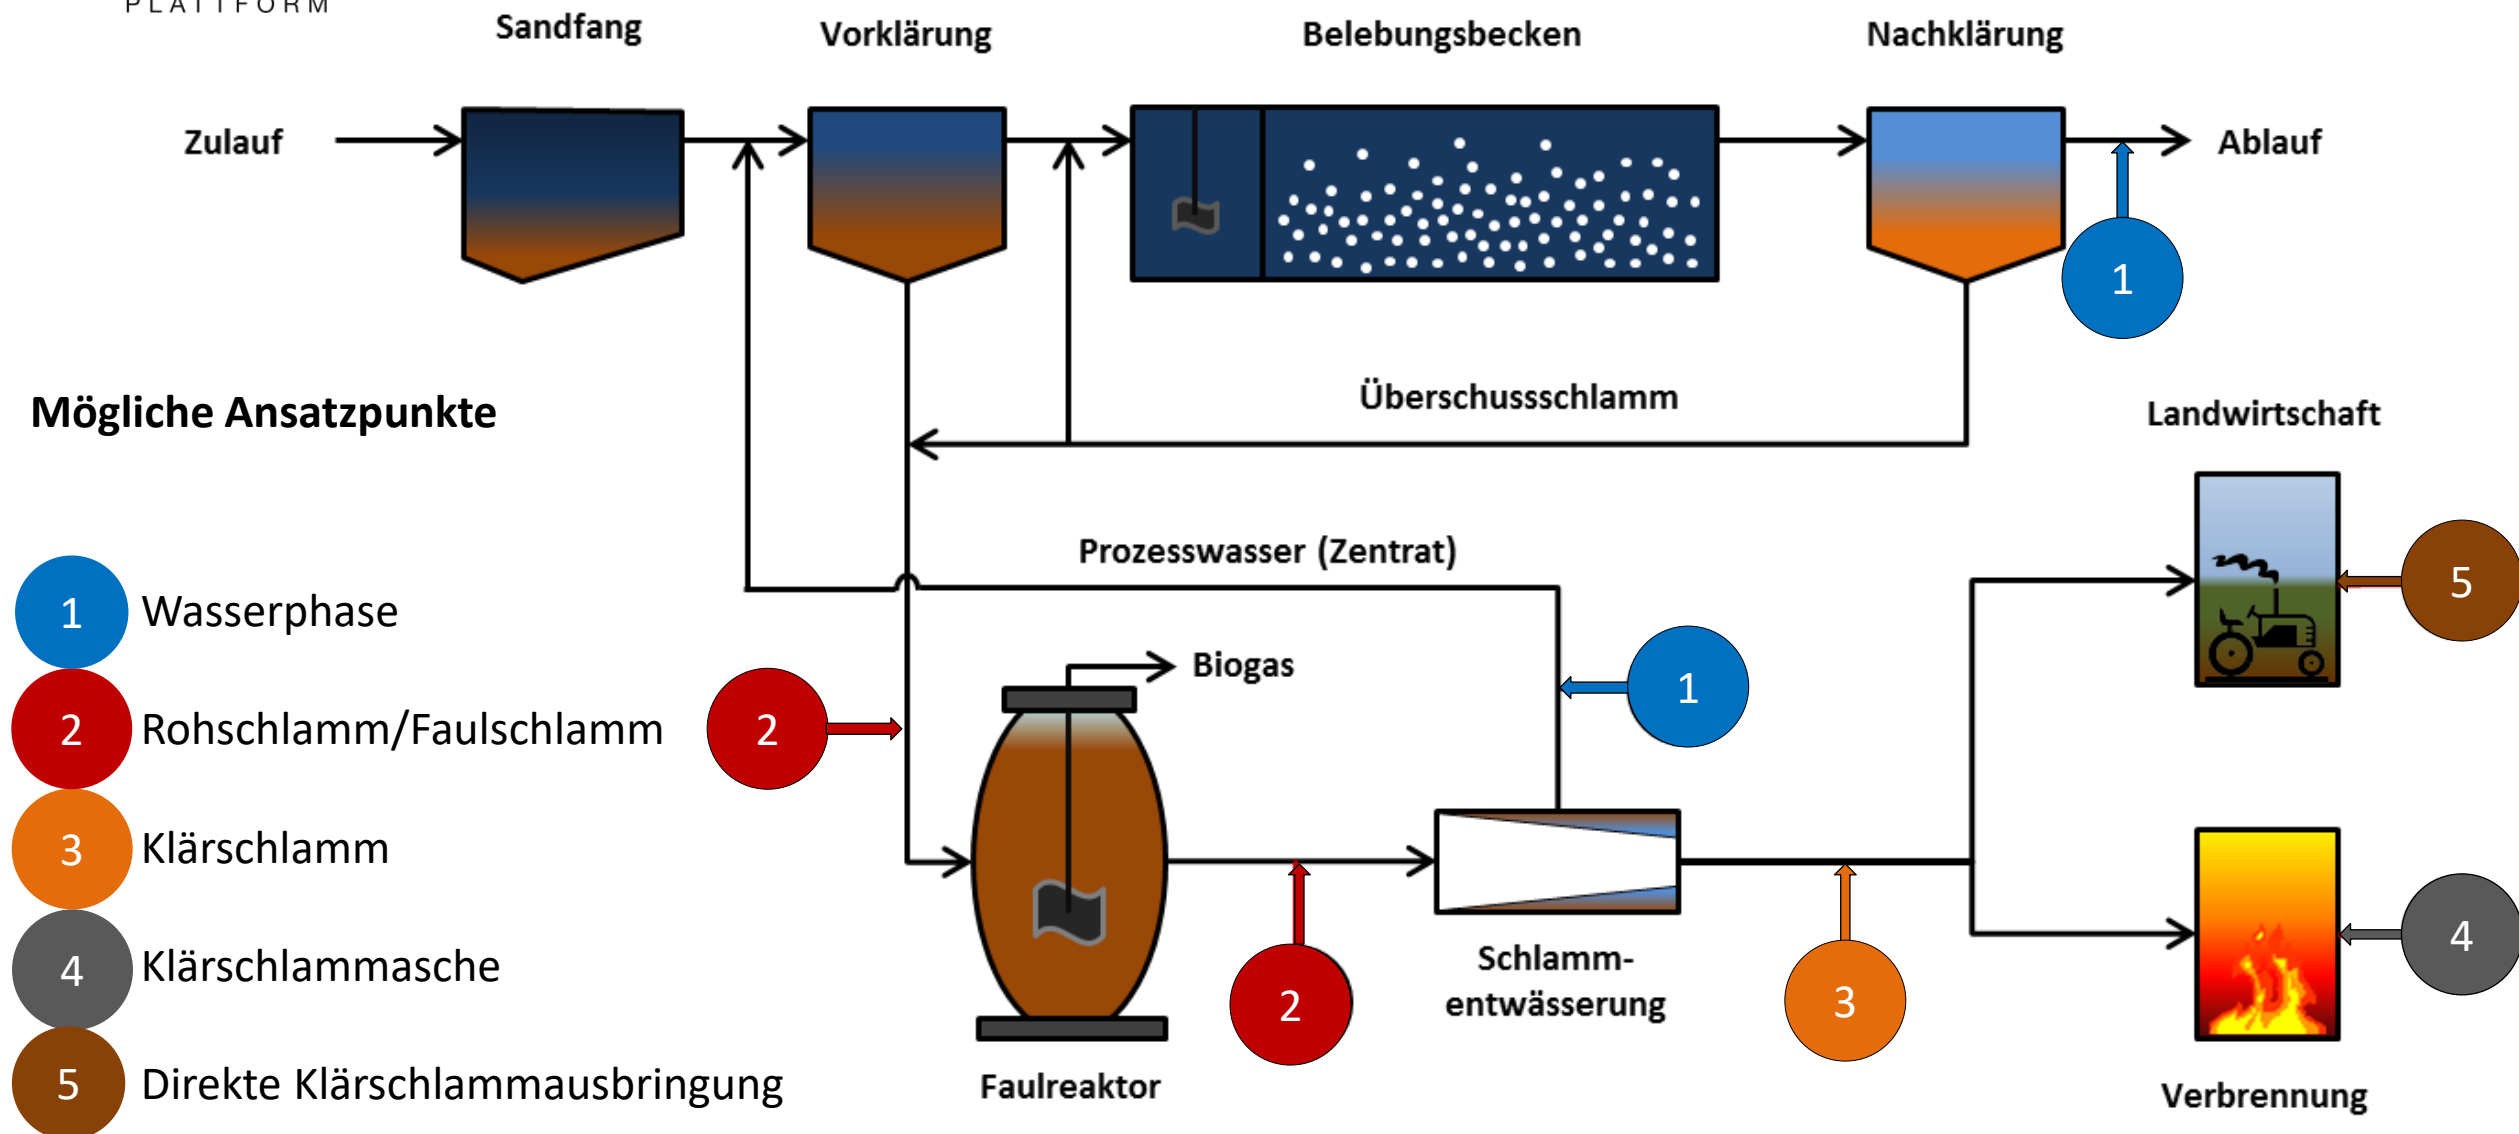 PLATTFORM
Sandfang
Vorklärung
Belebungsbecken
Nachklärung
Zulauf
Ablauf
1
Mögliche Ansatzpunkte
Überschussschlamm
Landwirtschaft
Prozesswasser (Zentrat)
5
1 Wasserphase
Biogas
1
2 Rohschlamm/Faulschlamm
2
3 Klärschlamm
4 Klärschlammasche
Schlamm-
entwässerung
2
3
4
5 Direkte Klärschlammausbringung
Faulreaktor
Verbrennung